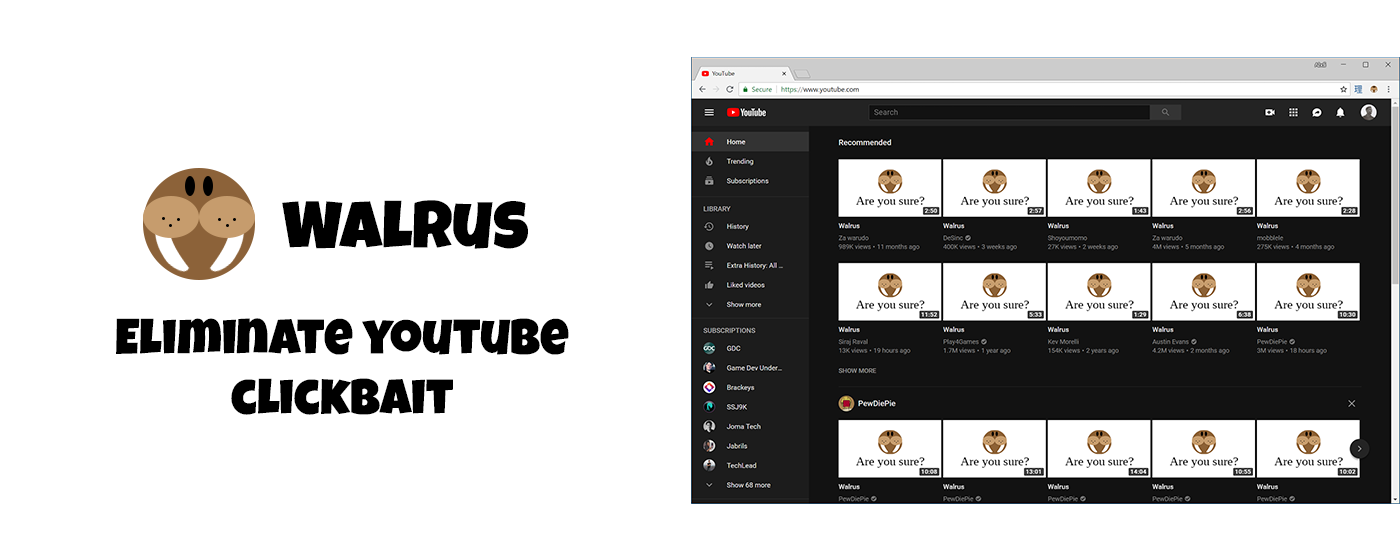 WALRUS
Eliminate YouTube
Clickbait
YouTube
Secure https://www.youtube.com
理
YouTube
Search
Home
Trending
Subscriptions
LIBRARY
History
Watch later
Extra History: All ...
Liked videos
Show more
SUBSCRIPTIONS
GDC
Game Dev Under...
Brackeys
SSJ9K
Joma Tech
Jabrils
TechLead
Show 68 more
Recommended
Are you sure? Are you sure? Are you sure? Are you sure? Are you sure?
2:50 2:57 1:43 2:56 2:28
Walrus Walrus Walrus Walrus Walrus
Za warudo DeSinc Shoyoumomo Za warudo mobblele
989K views • 11 months ago 400K views • 3 weeks ago 27K views • 2 weeks ago 4M views • 5 months ago 275K views • 4 months ago
Are you sure? Are you sure? Are you sure? Are you sure? Are you sure?
11:52 5:33 1:29 6:38 10:30
Walrus Walrus Walrus Walrus Walrus
Siraj Raval Play4Games Kev Morelli Austin Evans PewDiePie
13K views • 19 hours ago 1.7M views • 1 year ago 154K views • 2 years ago 4.2M views • 2 months ago 3M views • 18 hours ago
SHOW MORE
PewDiePie
Are you sure? Are you sure? Are you sure? Are you sure? Are you sure?
10:08 13:01 14:04 10:55 10:02
Walrus Walrus Walrus Walrus Walrus
PewDiePie PewDiePie PewDiePie PewDiePie PewDiePie